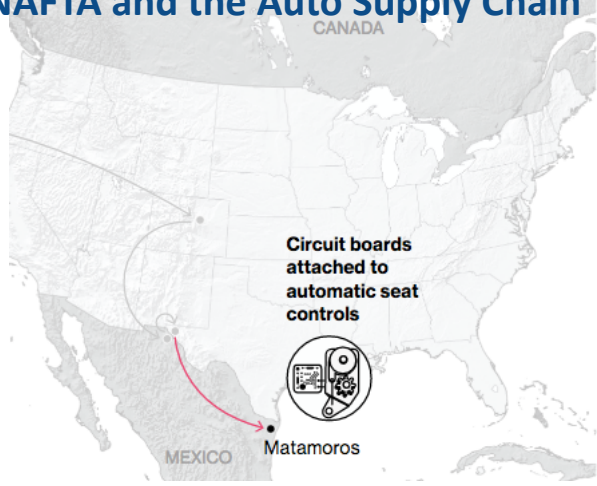 NAFTA and the Auto Supply Chain
CANADA
Circuit boards
attached to
automatic seat
controls
Matamoros
MEXICO